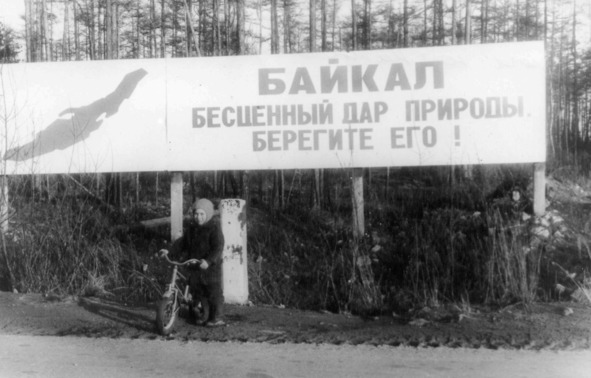 БАЙКАЛ
БЕСЦЕННЫЙ ДАР ПРИРОДЫ.
БЕРЕГИТЕ ЕГО !